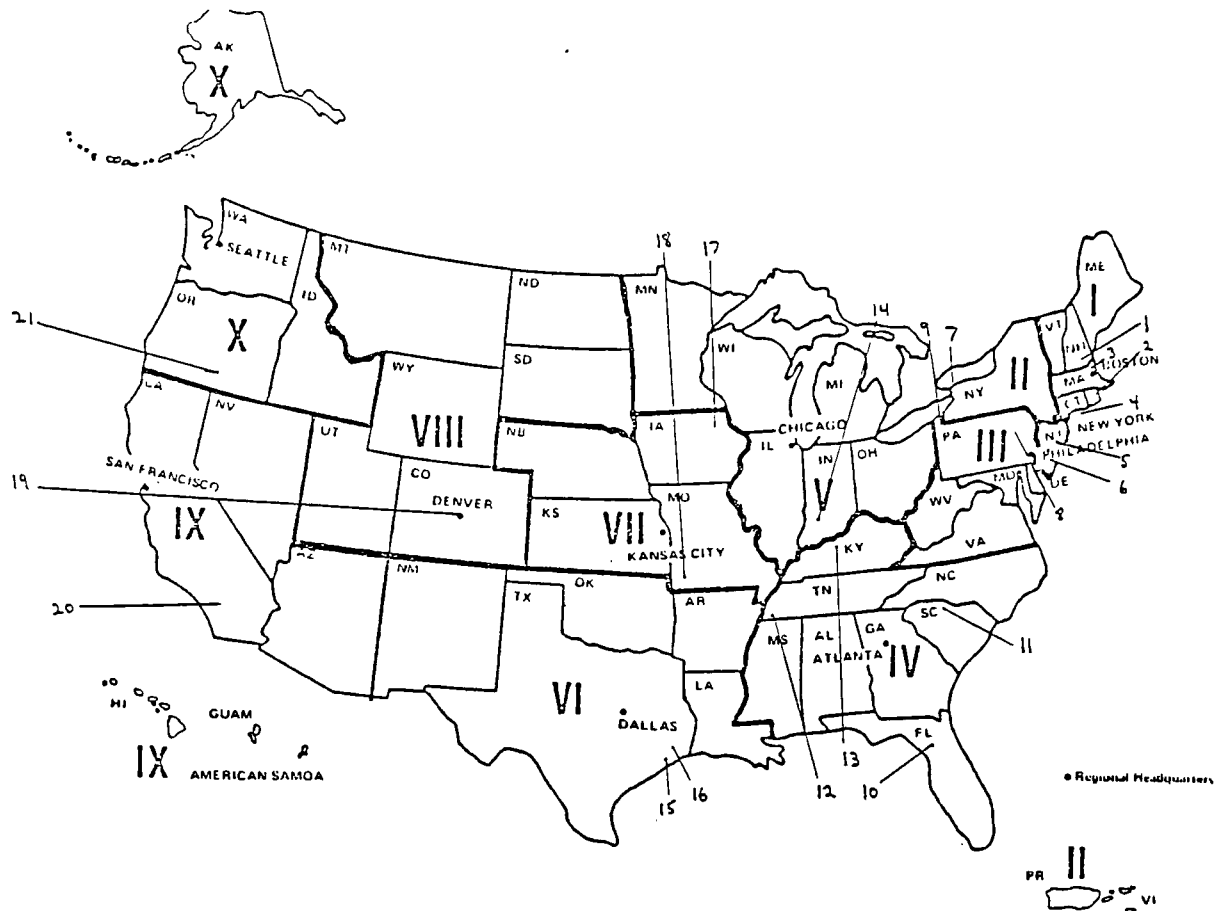 AK
X
WA
SEATTLE
MT
ND
MN
18
17
14
9
7
ME
I
OR
ID
X
21
VT
NH
1
2
3
BOSTON
WI
MI
NY
II
MA
CT
4
SD
WY
VIII
CA
NV
UT
NB
IA
CHICAGO
IL
IN
OH
PA
III
NJ
NEW YORK
PHILADELPHIA
5
SAN FRANCISCO
19
CO
DENVER
KS
VII
MO
V
MD
DE
6
8
WV
IX
KANSAS CITY
KY
VA
AZ
NM
OK
TX
TN
NC
20
AR
SC
MS
AL
GA
ATLANTA
IV
11
HI
GUAM
VI
LA
DALLAS
FL
IX
AMERICAN SAMOA
15
16
12
13
10
Regional Headquarters
PR
II
VI